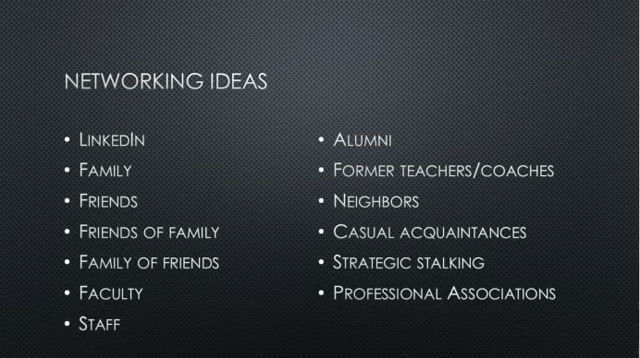 NETWORKING IDEAS
• LINKEDIN
• FAMILY
• FRIENDS
• FRIENDS OF FAMILY
• FAMILY OF FRIENDS
• FACULTY
• STAFF
• ALUMNI
• FORMER TEACHERS/COACHES
• NEIGHBORS
• CASUAL ACQUAINTANCES
• STRATEGIC STALKING
• PROFESSIONAL ASSOCIATIONS